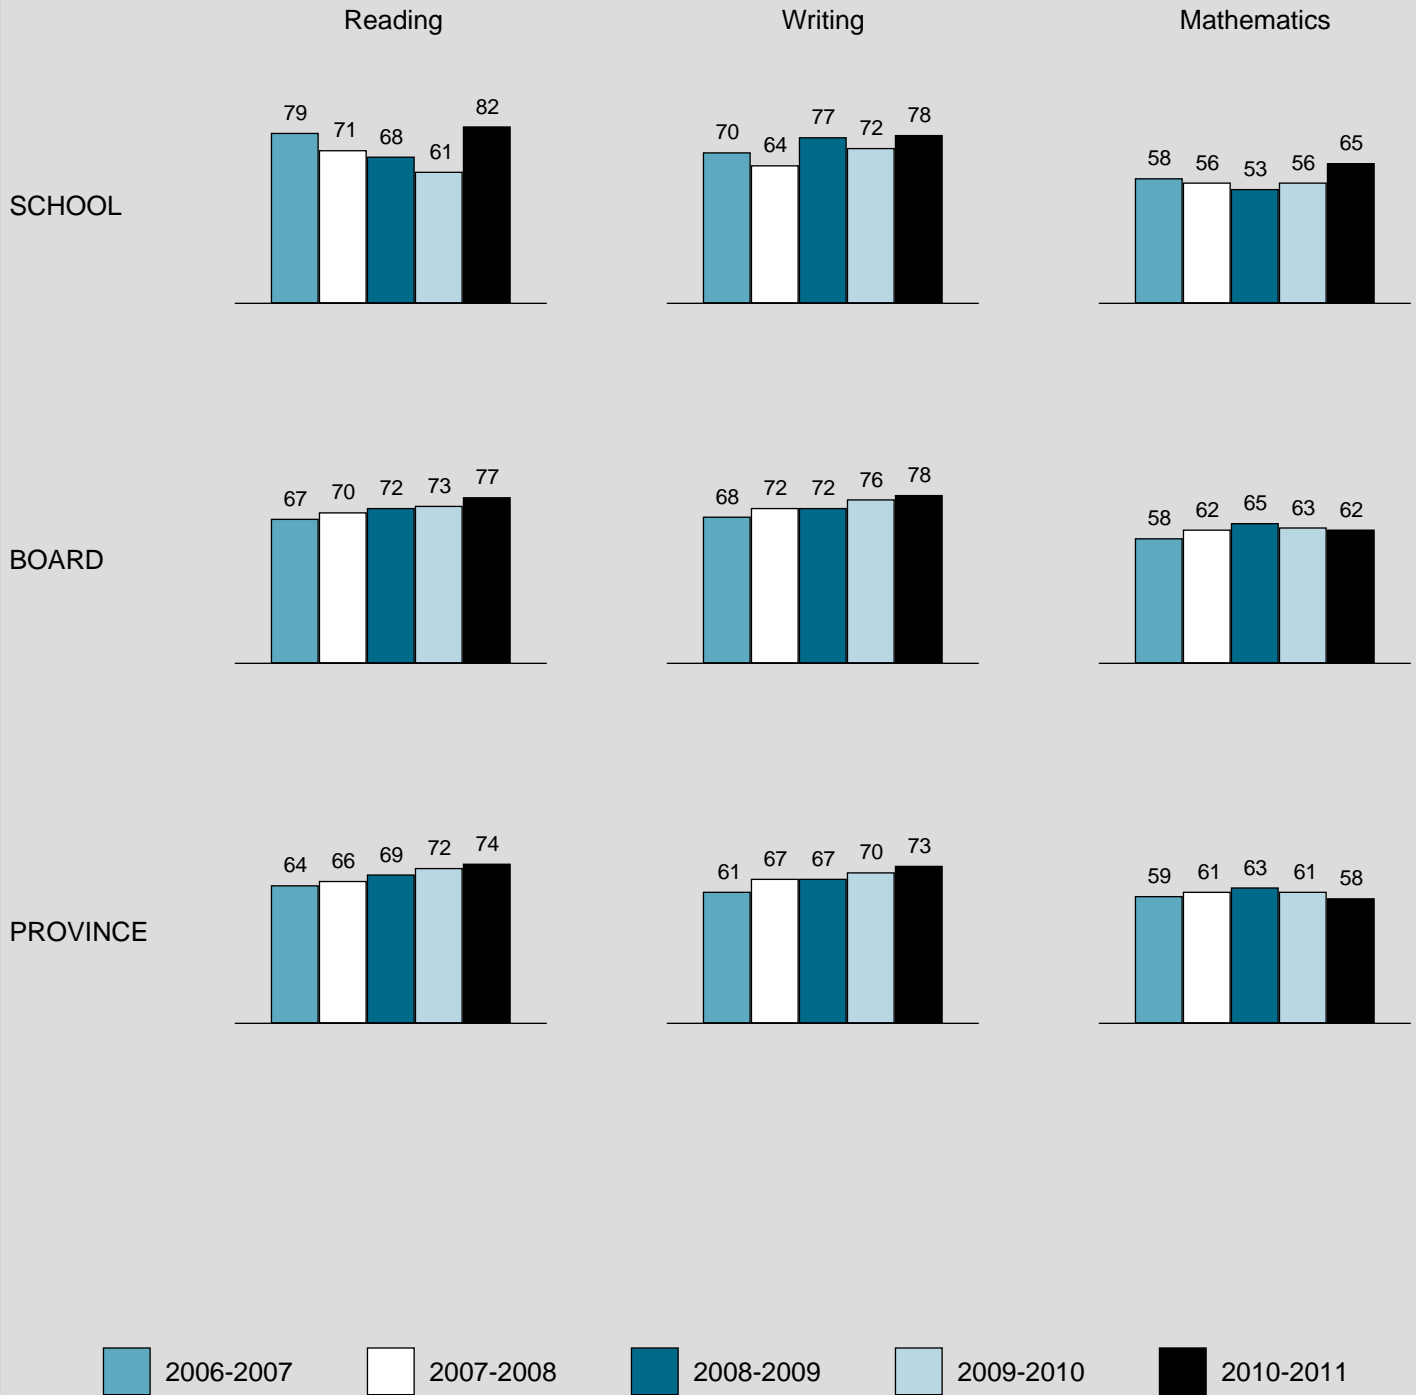 Reading Writing Mathematics
79 71 68 61 82 70 64 77 72 78 58 56 53 56 65
SCHOOL
67 70 72 73 77 68 72 72 76 78 58 62 65 63 62
BOARD
64 66 69 72 74 61 67 67 70 73 59 61 63 61 58
PROVINCE
2006-2007 2007-2008 2008-2009 2009-2010 2010-2011